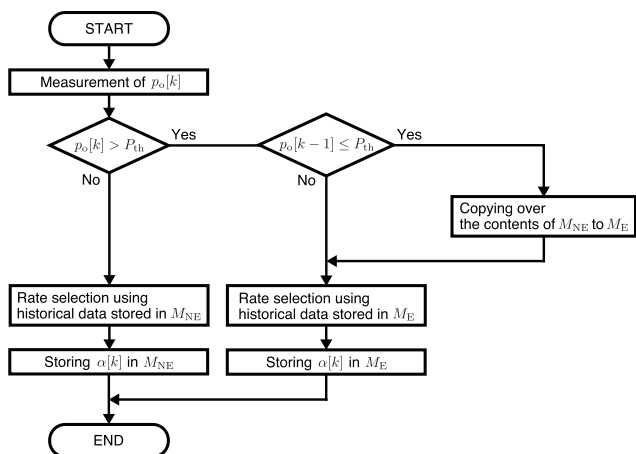 START
Measurement of p_o[k]
p_o[k] > P_th
Yes
p_o[k − 1] ≤ P_th
Yes
No
No
Copying over
the contents of M_NE to M_E
Rate selection using
historical data stored in M_NE
Rate selection using
historical data stored in M_E
Storing α[k] in M_NE
Storing α[k] in M_E
END